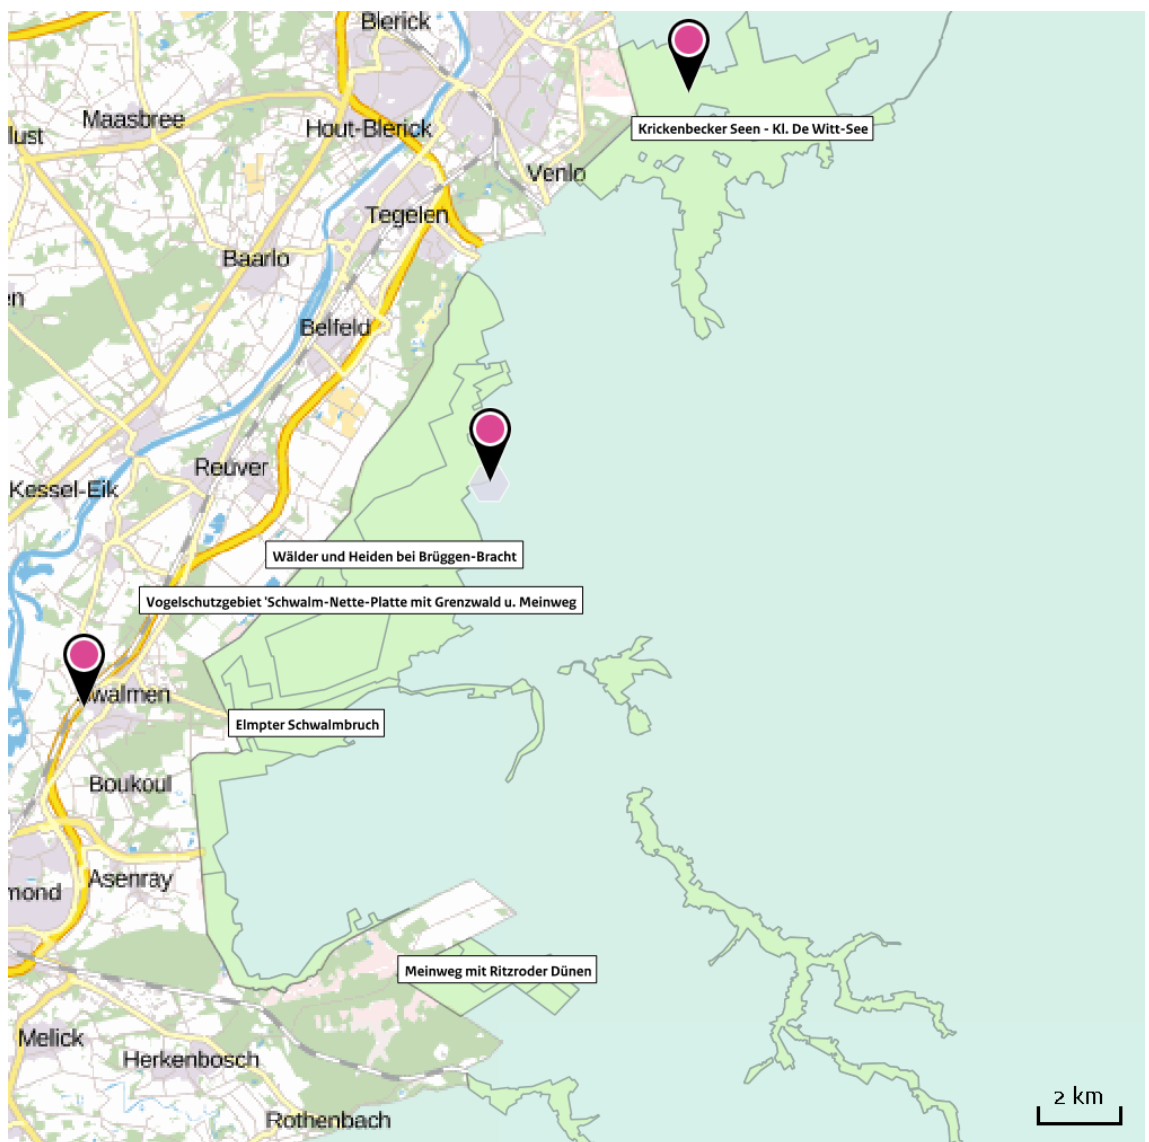 Blerick
Maasbree
Hout-Blerick
Krickenbecker Seen - Kl. De Witt-See
lust
Venlo
Tegelen
Baarlo
en
Belfeld
Reuver
Kessel-Eik
Wälder und Heiden bei Brüggen-Bracht
Vogelschutzgebiet 'Schwalm-Nette-Platte mit Grenzwald u. Meinweg
walmen
Elmpter Schwalmbruch
Boukoul
Asenray
mond
Meinweg mit Ritzroder Dünen
Melick
Herkenbosch
2 km
Rothenbach